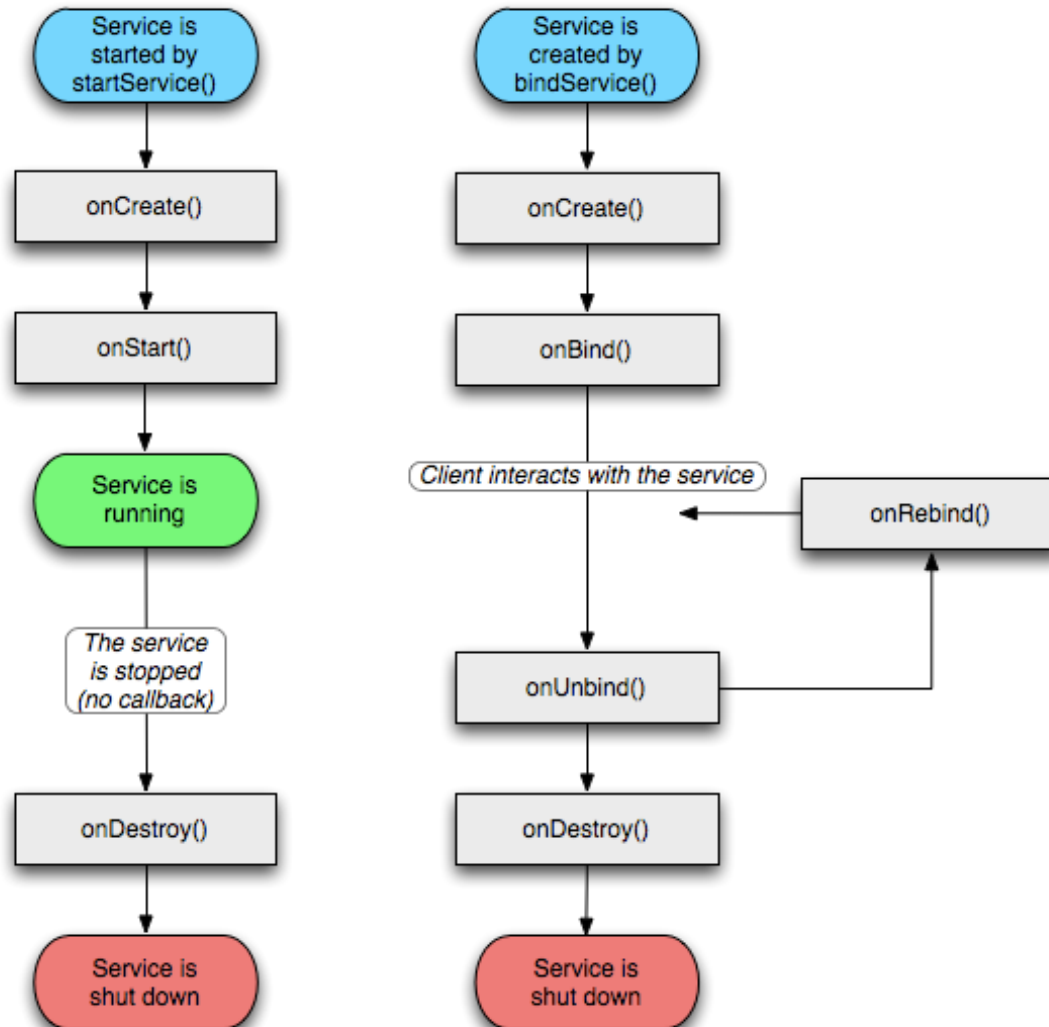 Service is
started by
startService()
onCreate()
onStart()
Service is
running
The service
is stopped
(no callback)
onDestroy()
Service is
shut down
Service is
created by
bindService()
onCreate()
onBind()
Client interacts with the service
onRebind()
onUnbind()
onDestroy()
Service is
shut down